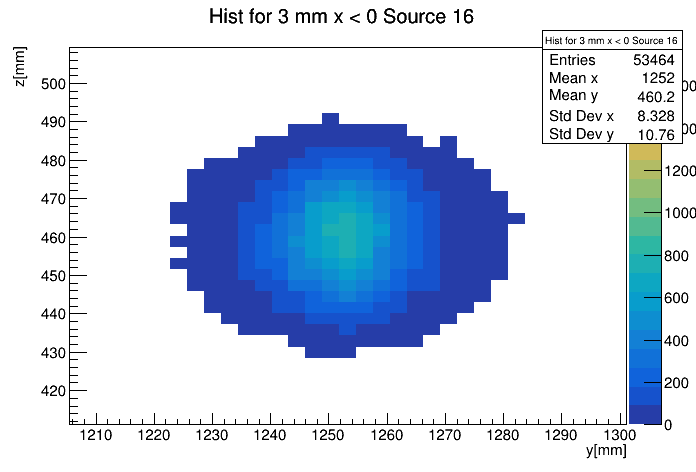 Hist for 3 mm x < 0 Source 16
Hist for 3 mm x < 0 Source 16
Entries 53464
Mean x 1252
Mean y 460.2
Std Dev x 8.328
Std Dev y 10.76
z[mm]
500
490
480
470
460
450
440
430
420
1210 1220 1230 1240 1250 1260 1270 1280 1290 1300
y[mm]
1200
1000
800
600
400
200
0